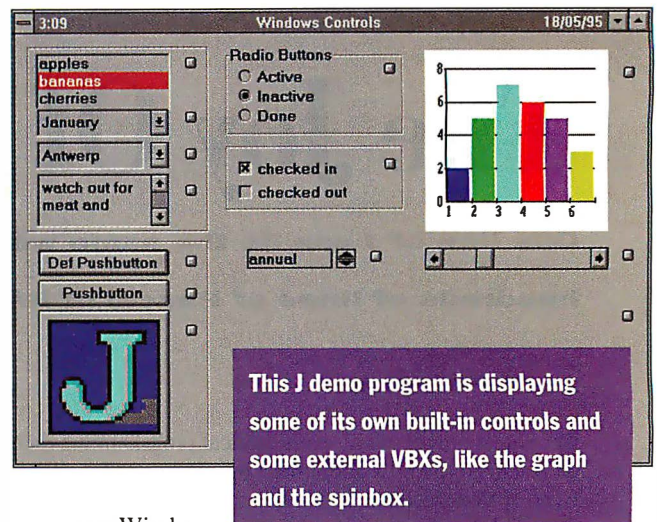 3:09 Windows Controls 18/05/95
apples
bananas
cherries
January
Antwerp
watch out for
meat and
Radio Buttons
Active
Inactive
Done
checked in
checked out
8
6
4
2
0
1 2 3 4 5 6
Def Pushbutton
Pushbutton
J
annual
This J demo program is displaying
some of its own built-in controls and
some external VBXs, like the graph
and the spinbox.